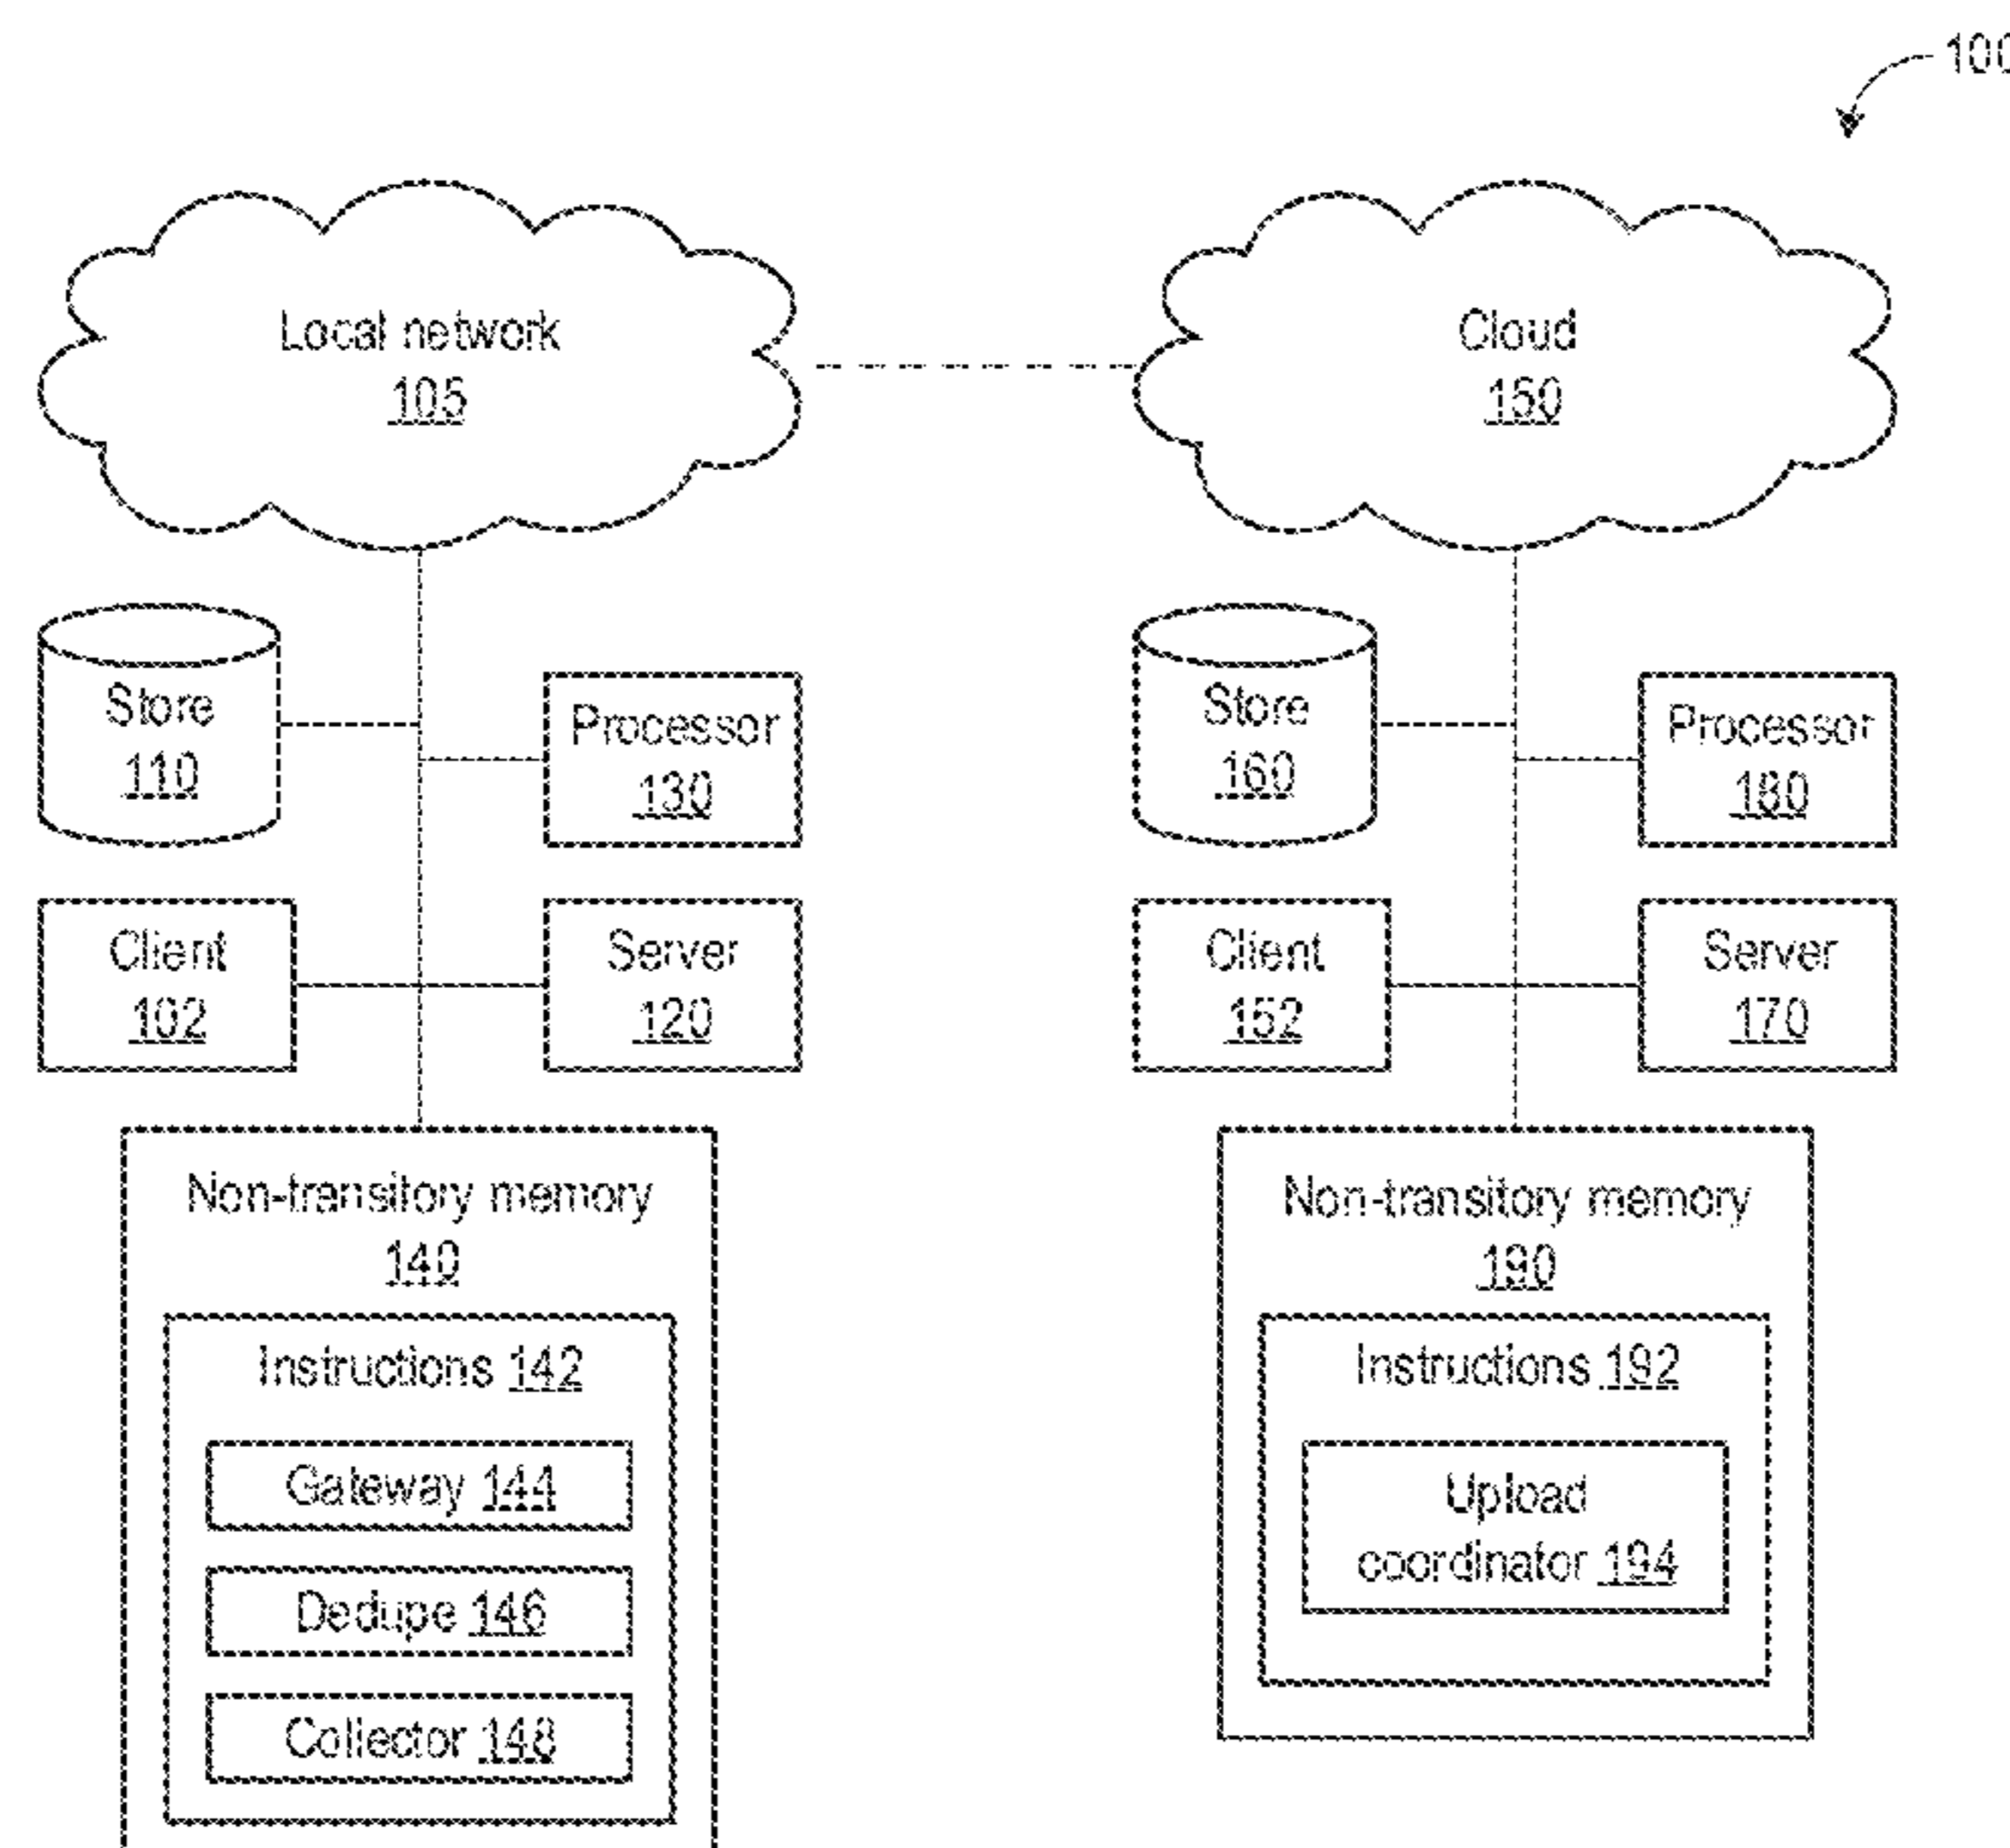 100
Local network
105
Cloud
150
Store
110
Processor
130
Store
160
Processor
180
Client
102
Server
120
Client
152
Server
170
Non-transitory memory
140
Non-transitory memory
190
Instructions 142
Instructions 192
Gateway 144
Upload
coordinator 194
Dedupe 146
Collector 148